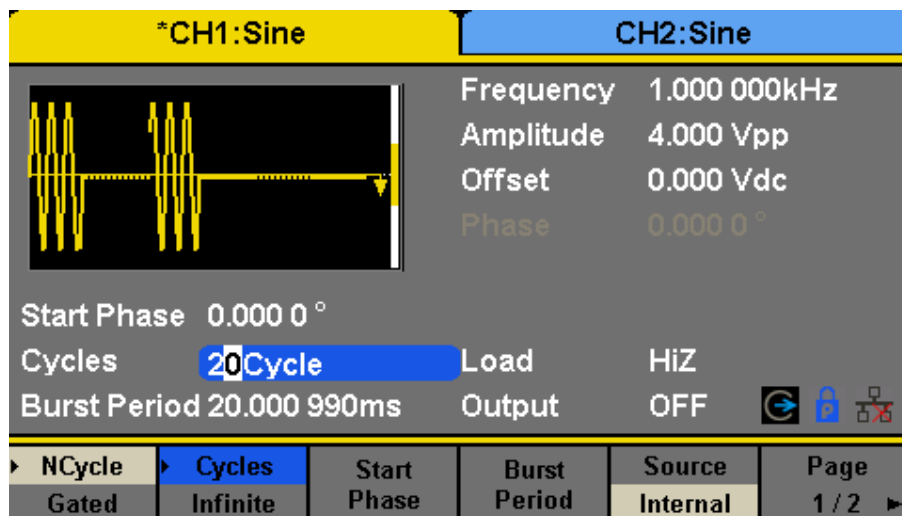 *CH1:Sine
CH2:Sine
Frequency 1.000 000kHz
Amplitude 4.000 Vpp
Offset 0.000 Vdc
Phase 0.000 0 °
Start Phase 0.000 0 °
Cycles 20Cycle
Load HiZ
Burst Period 20.000 990ms
Output OFF
P
NCycle
Gated
Cycles
Infinite
Start
Phase
Burst
Period
Source
Internal
Page
1 / 2